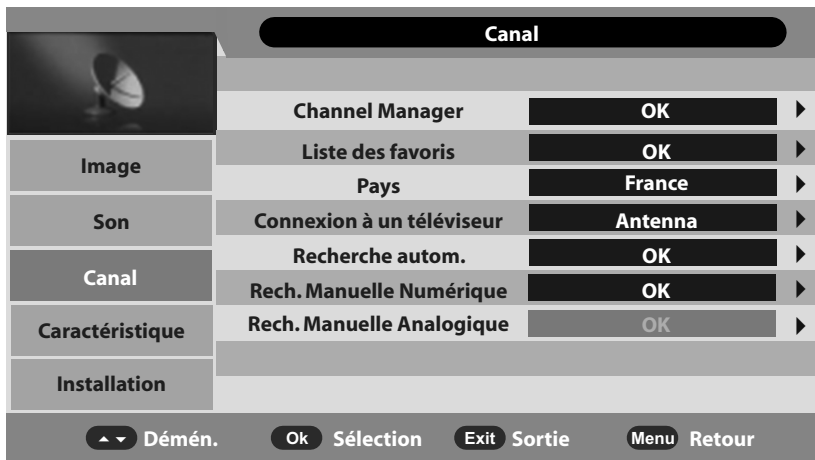 Canal
Channel Manager OK
Liste des favoris OK
Pays France
Connexion à un téléviseur Antenna
Recherche autom. OK
Rech. Manuelle Numérique OK
Rech. Manuelle Analogique OK
Image
Son
Canal
Caractéristique
Installation
Démén. Ok Sélection Exit Sortie Menu Retour